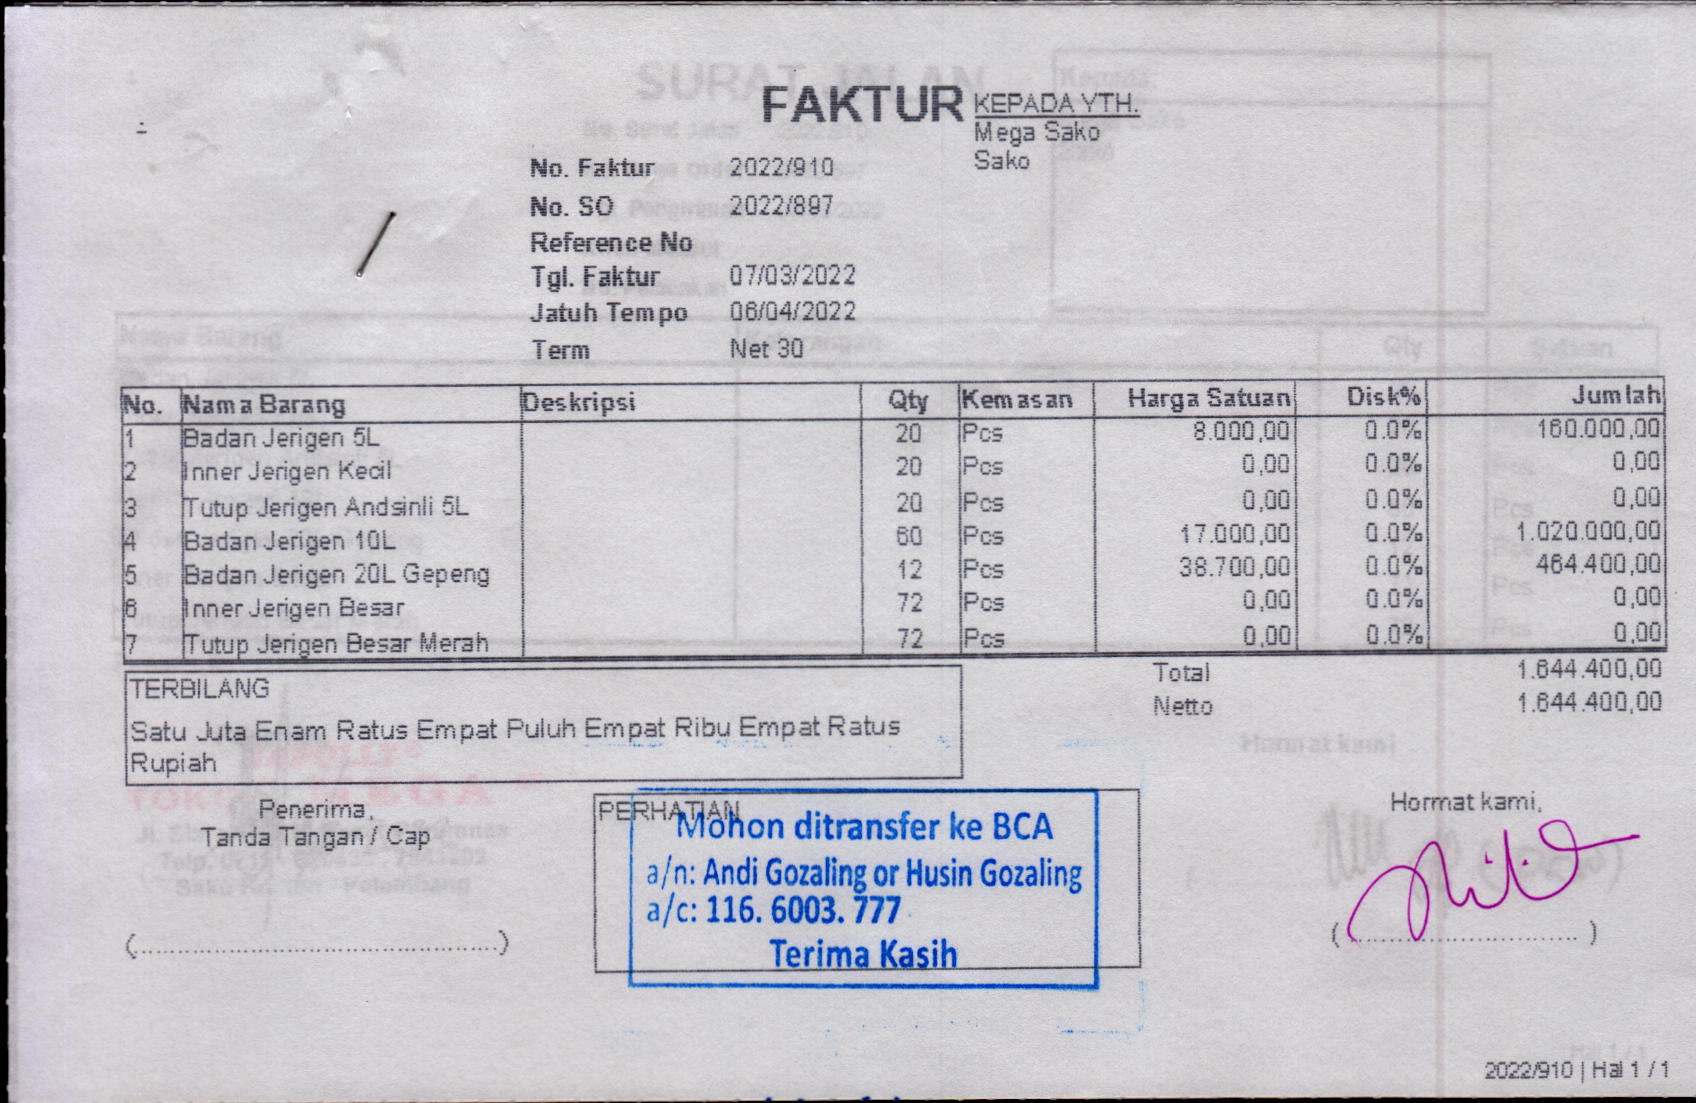 FAKTUR
KEPADA YTH.
Mega Sako
Sako
No. Faktur 2022/910
No. SO 2022/897
Reference No
Tgl. Faktur 07/03/2022
Jatuh Tempo 06/04/2022
Term Net 30
No. Nama Barang Deskripsi Qty Kemasan Harga Satuan Disk% Jumlah
1 Badan Jerigen 5L 20 Pcs 8.000,00 0.0% 160.000,00
2 Inner Jerigen Kecil 20 Pcs 0,00 0.0% 0,00
3 Tutup Jerigen Andsinli 5L 20 Pcs 0,00 0.0% 0,00
4 Badan Jerigen 10L 60 Pcs 17.000,00 0.0% 1.020.000,00
5 Badan Jerigen 20L Gepeng 12 Pcs 38.700,00 0.0% 464.400,00
6 Inner Jerigen Besar 72 Pcs 0,00 0.0% 0,00
7 Tutup Jerigen Besar Merah 72 Pcs 0,00 0.0% 0,00
Total 1.644.400,00
Netto 1.644.400,00
TERBILANG
Satu Juta Enam Ratus Empat Puluh Empat Ribu Empat Ratus
Rupiah
Penerima,
Tanda Tangan / Cap
(..........................................)
PERHATIAN
Mohon ditransfer ke BCA
a/n: Andi Gozaling or Husin Gozaling
a/c: 116. 6003. 777
Terima Kasih
Hormat kami,
(.............................)
2022/910 | Hal 1 / 1